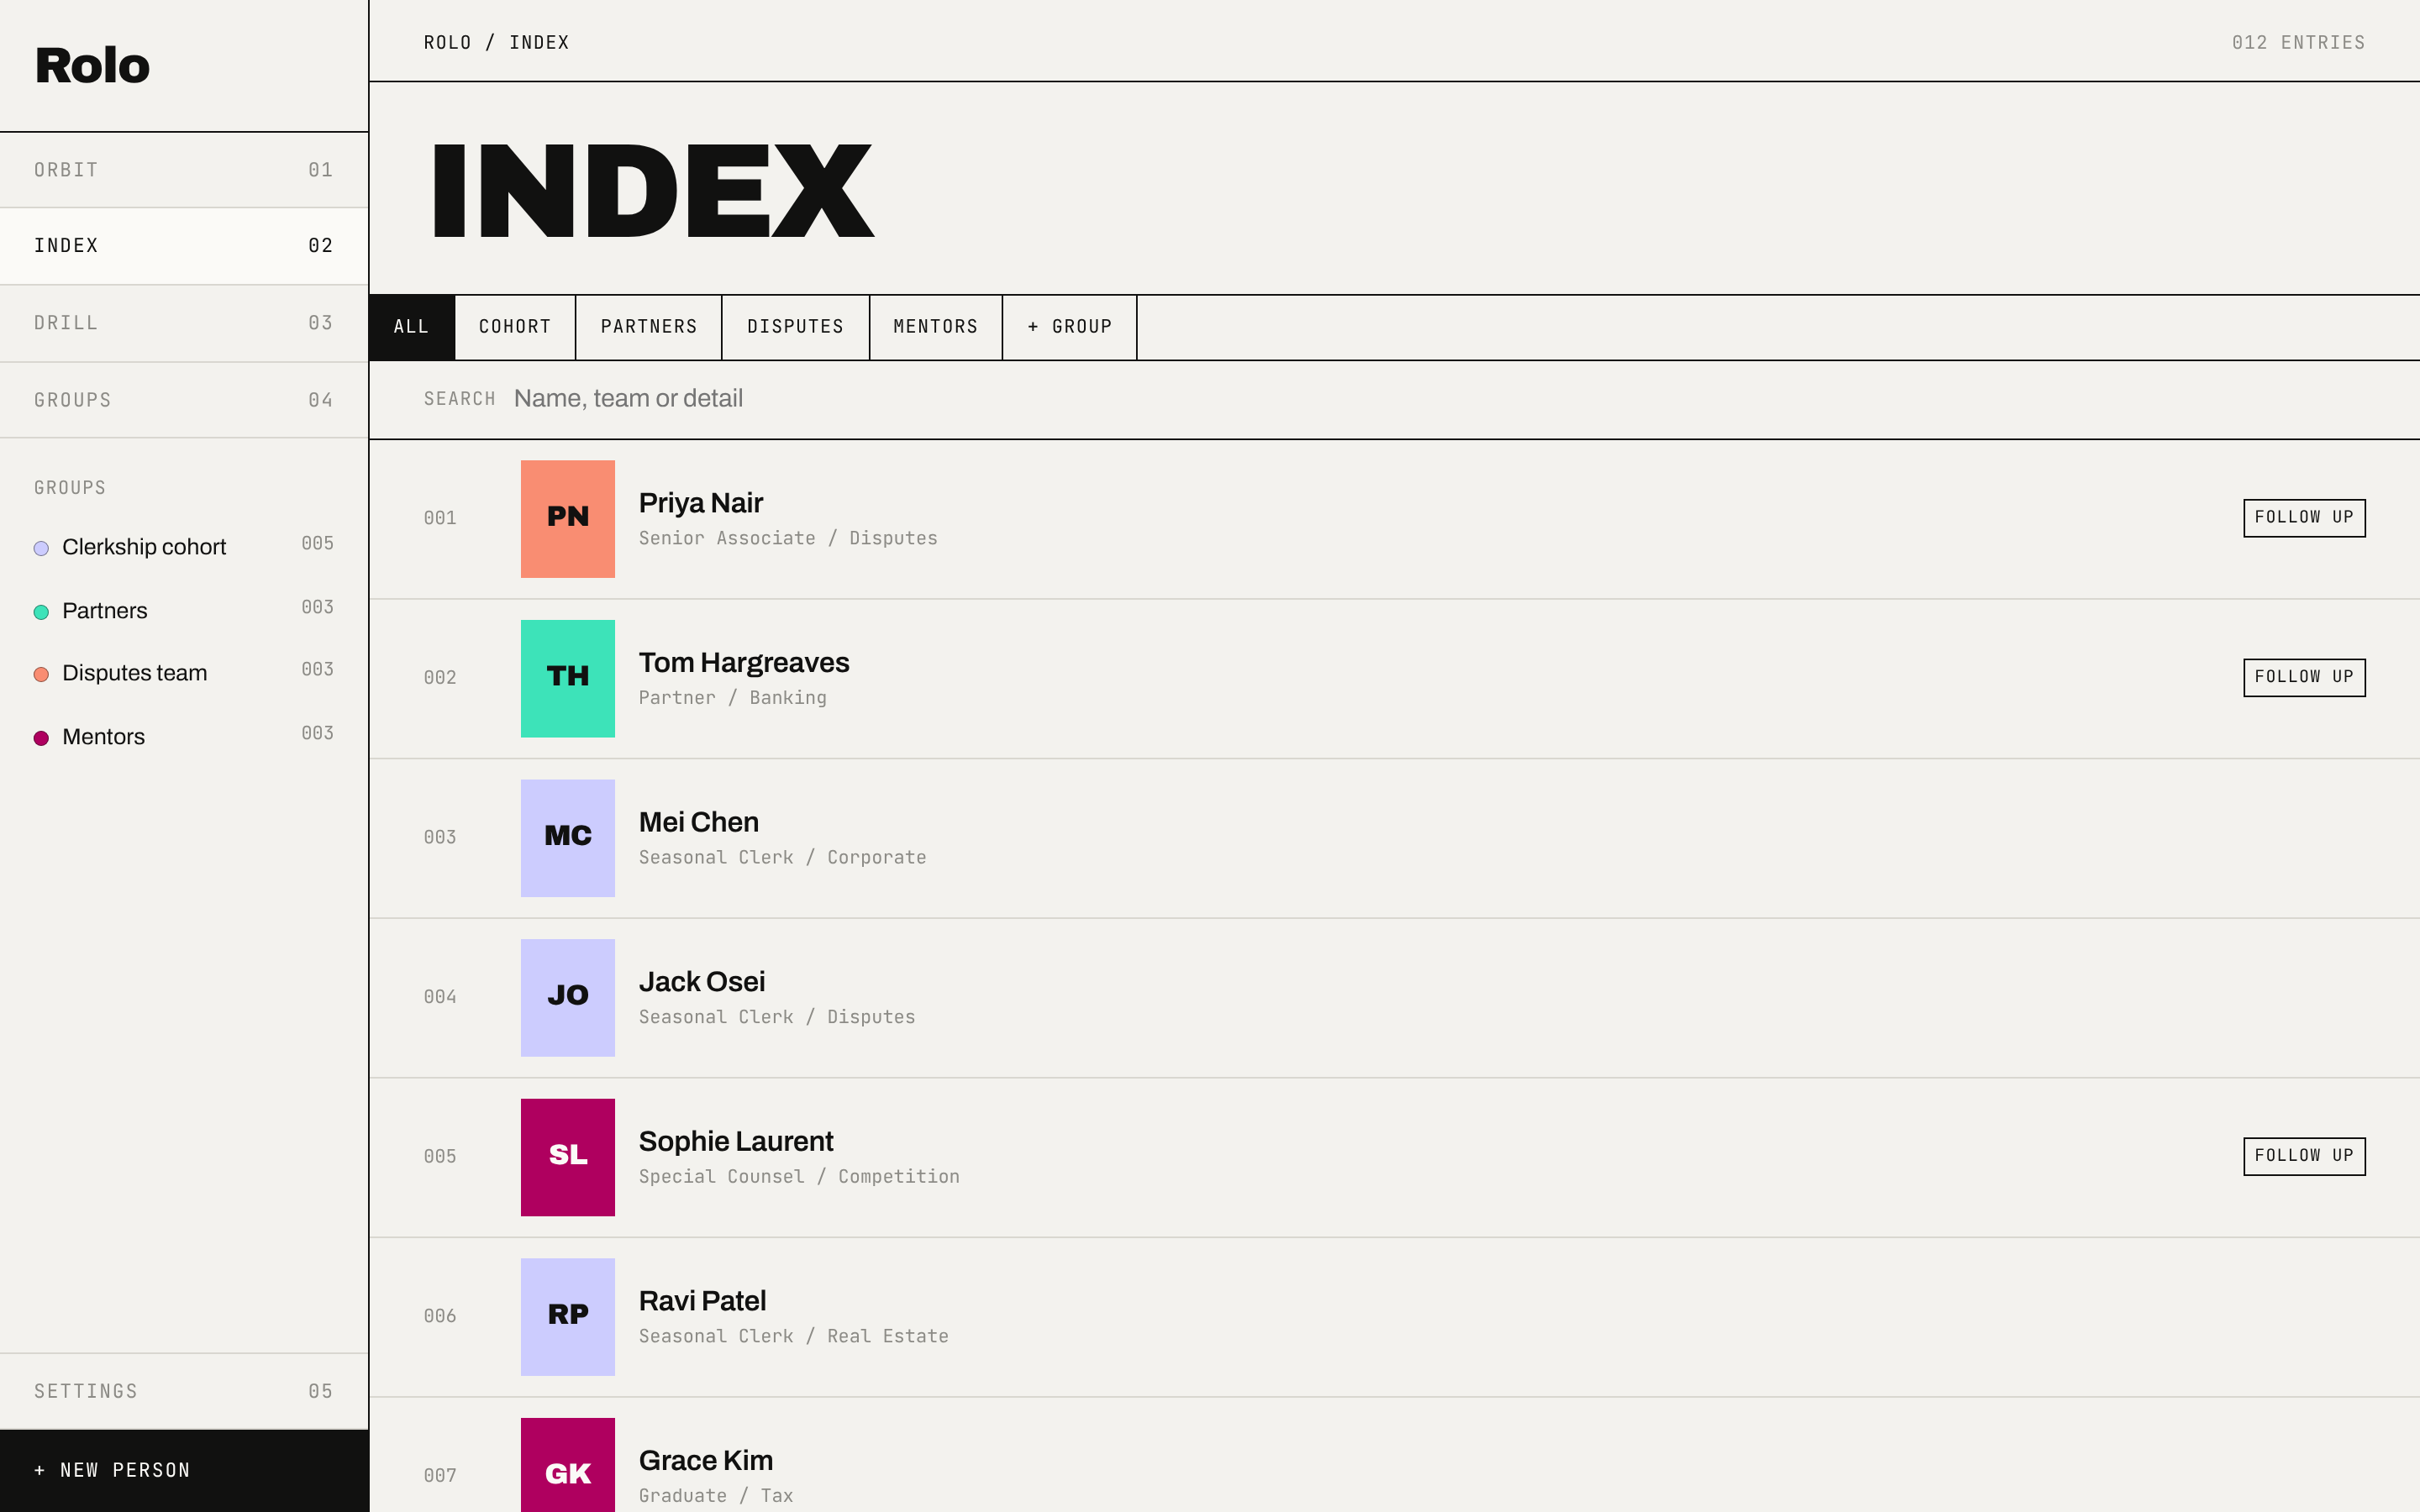 Rolo
ORBIT 01
INDEX 02
DRILL 03
GROUPS 04
GROUPS
Clerkship cohort 005
Partners 003
Disputes team 003
Mentors 003
SETTINGS 05
+ NEW PERSON
ROLO / INDEX 012 ENTRIES
INDEX
ALL COHORT PARTNERS DISPUTES MENTORS + GROUP
SEARCH Name, team or detail
001 PN Priya Nair FOLLOW UP
Senior Associate / Disputes
002 TH Tom Hargreaves FOLLOW UP
Partner / Banking
003 MC Mei Chen
Seasonal Clerk / Corporate
004 JO Jack Osei
Seasonal Clerk / Disputes
005 SL Sophie Laurent FOLLOW UP
Special Counsel / Competition
006 RP Ravi Patel
Seasonal Clerk / Real Estate
007 GK Grace Kim
Graduate / Tax